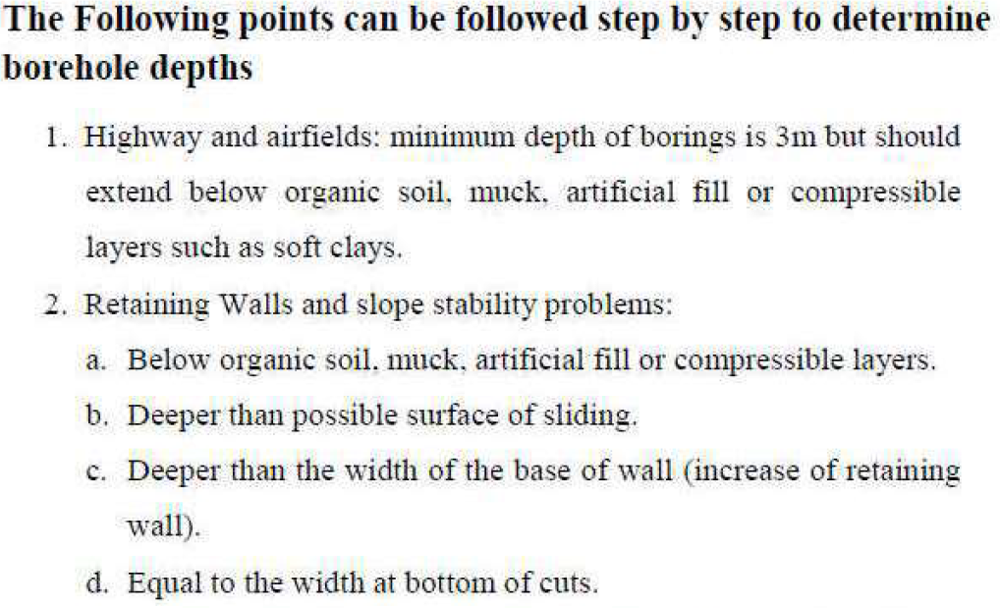 The Following points can be followed step by step to determine
borehole depths
1. Highway and airfields: minimum depth of borings is 3m but should
extend below organic soil, muck, artificial fill or compressible
layers such as soft clays.
2. Retaining Walls and slope stability problems:
a. Below organic soil, muck, artificial fill or compressible layers.
b. Deeper than possible surface of sliding.
c. Deeper than the width of the base of wall (increase of retaining
wall).
d. Equal to the width at bottom of cuts.